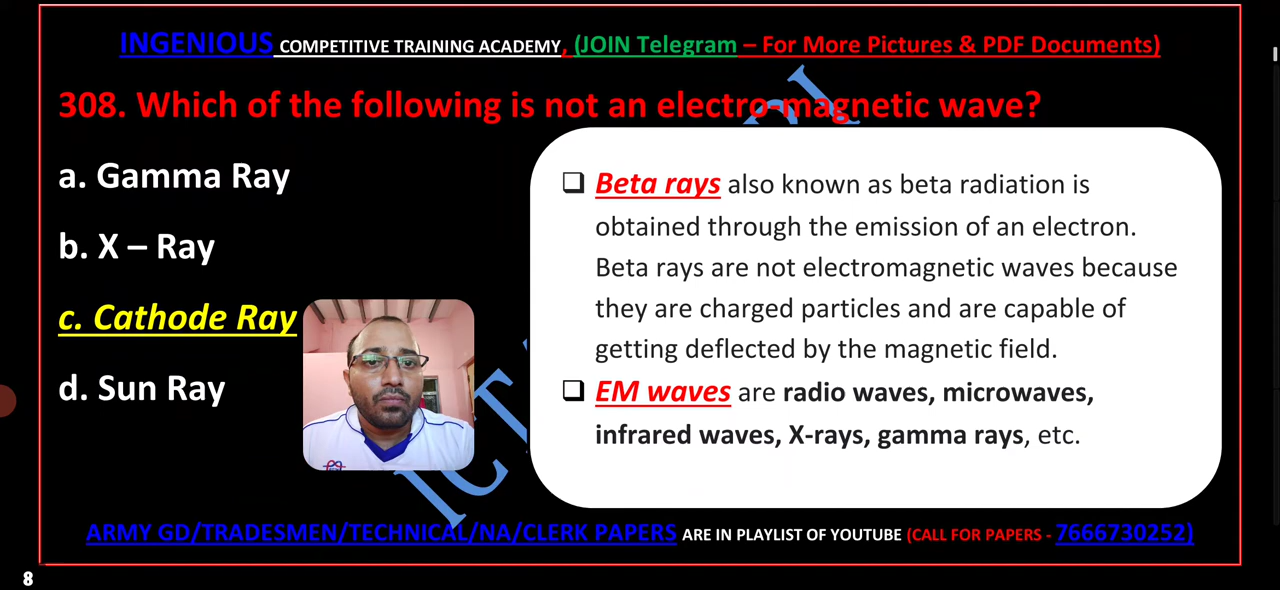 INGENIOUS COMPETITIVE TRAINING ACADEMY, (JOIN Telegram – For More Pictures & PDF Documents)
308. Which of the following is not an electro-magnetic wave?
a. Gamma Ray
b. X – Ray
c. Cathode Ray
d. Sun Ray
❑ Beta rays also known as beta radiation is
obtained through the emission of an electron.
Beta rays are not electromagnetic waves because
they are charged particles and are capable of
getting deflected by the magnetic field.
❑ EM waves are radio waves, microwaves,
infrared waves, X-rays, gamma rays, etc.
ARMY GD/TRADESMEN/TECHNICAL/NA/CLERK PAPERS ARE IN PLAYLIST OF YOUTUBE (CALL FOR PAPERS - 7666730252)
8